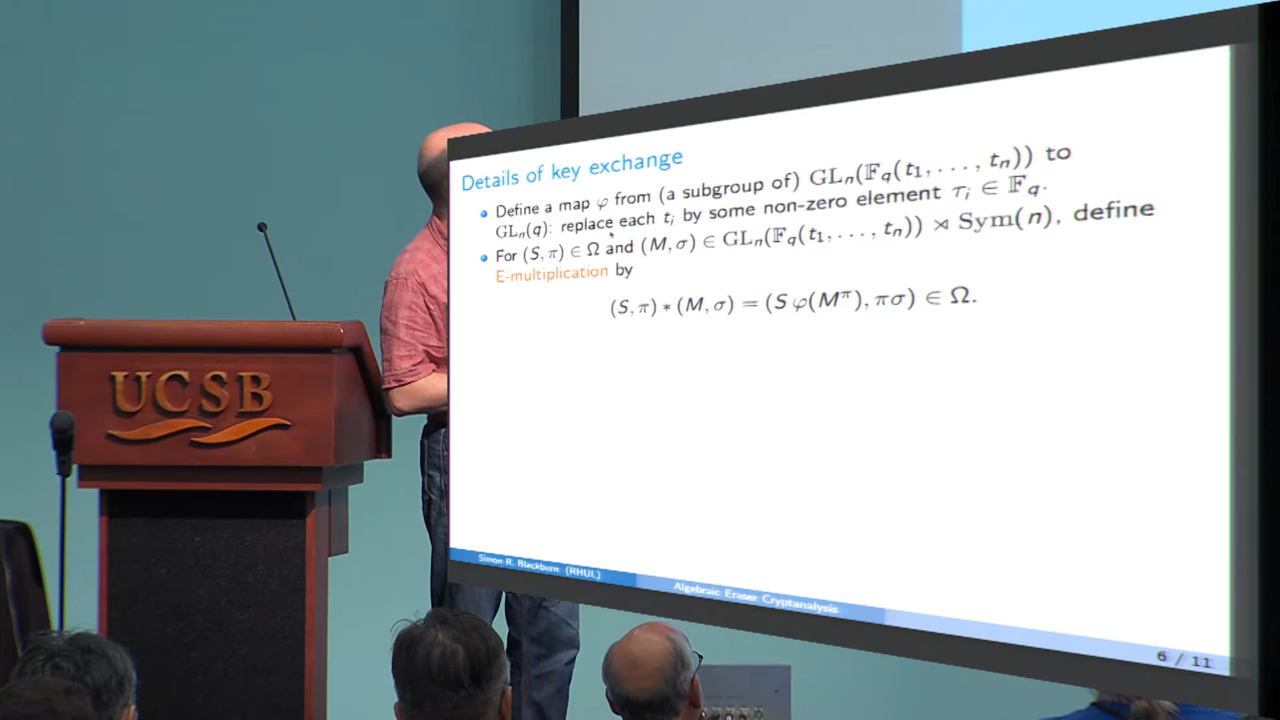 UCSB
Details of key exchange
• Define a map φ from (a subgroup of) GLₙ(𝔽_q(t₁, . . . , tₙ)) to
GLₙ(q): replace each tᵢ by some non-zero element τᵢ ∈ 𝔽_q.
• For (S, π) ∈ Ω and (M, σ) ∈ GLₙ(𝔽_q(t₁, . . . , tₙ)) ⋊ Sym(n), define
E-multiplication by
(S, π) ∗ (M, σ) = (S φ(M^π), πσ) ∈ Ω.
Simon R. Blackburn (RHUL)
Algebraic Eraser Cryptanalysis
6 / 11